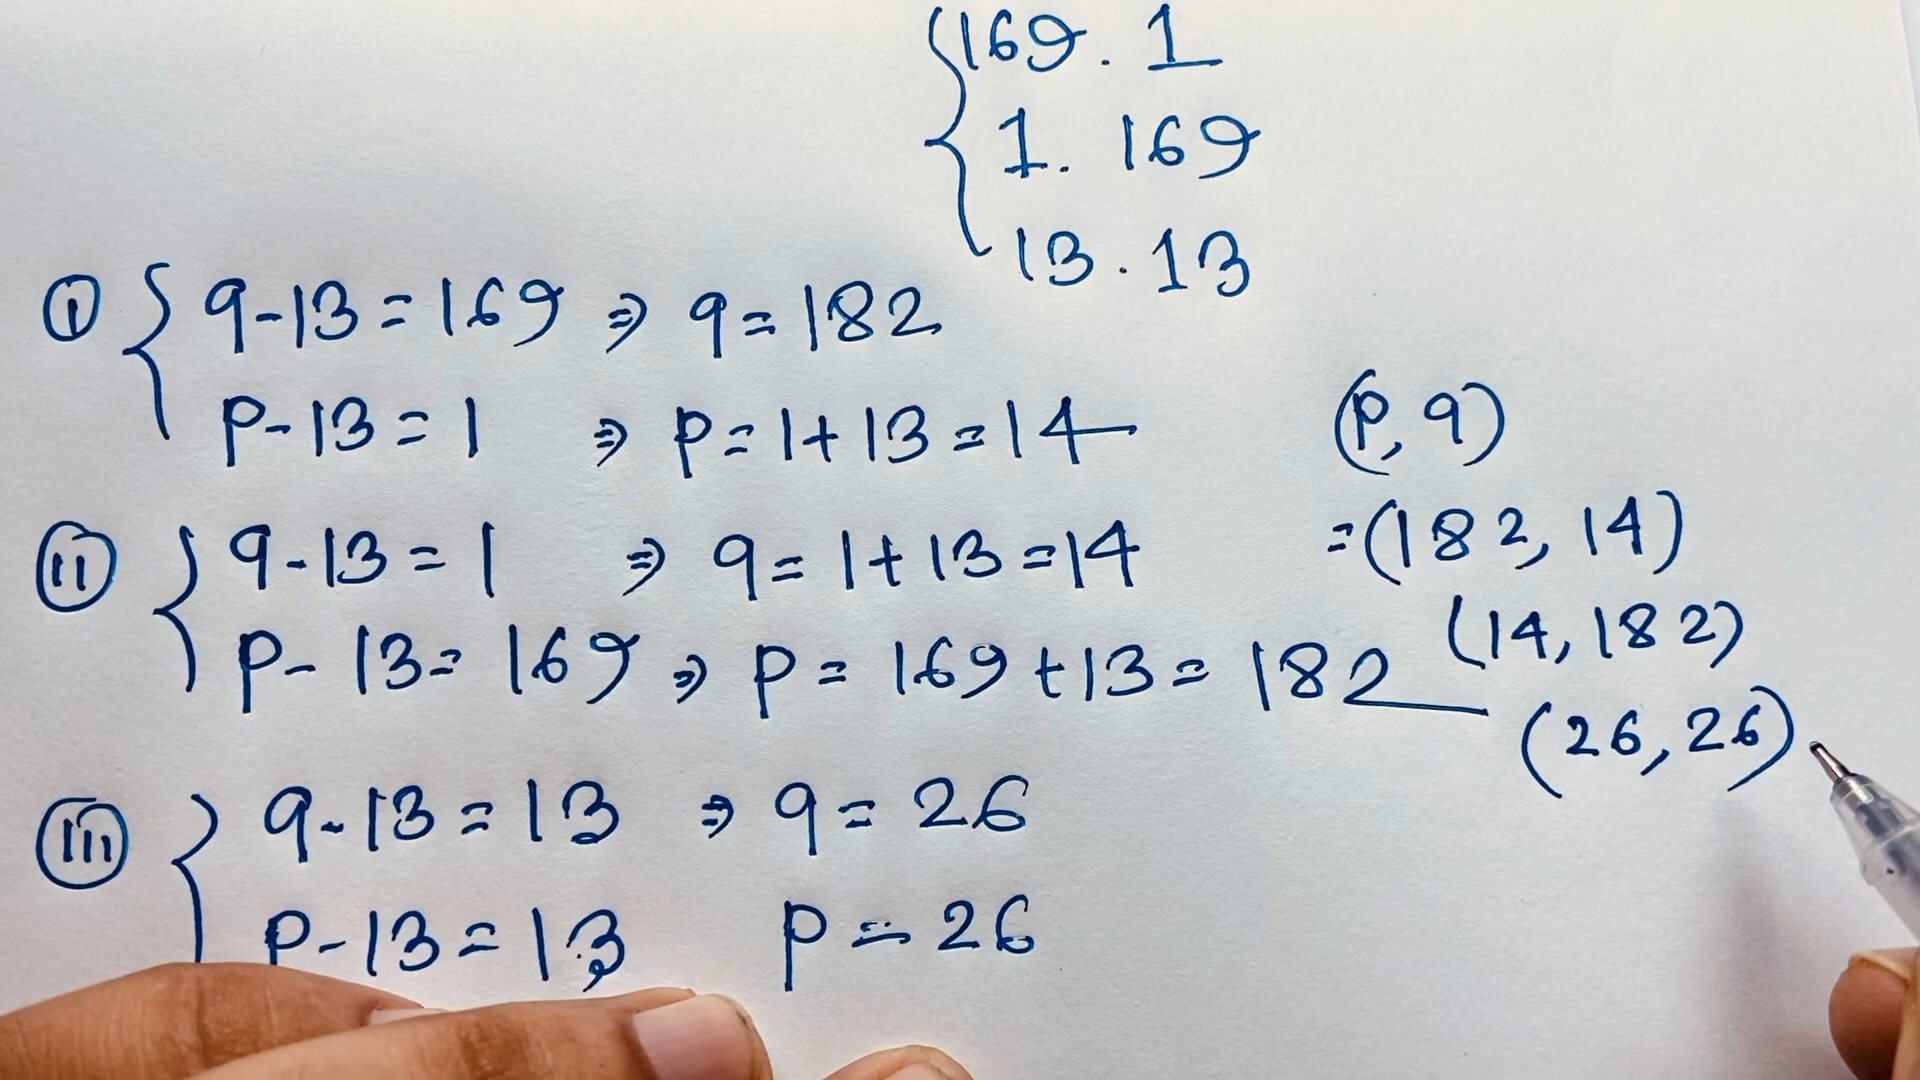 169 . 1
1 . 169
13 . 13
① { q - 13 = 169 ⇒ q = 182
p - 13 = 1 ⇒ p = 1 + 13 = 14
(p, q)
ⓘⓘ { q - 13 = 1 ⇒ q = 1 + 13 = 14
= (182, 14)
p - 13 = 169 ⇒ p = 169 + 13 = 182
(14, 182)
(26, 26)
ⓘⓘⓘ { q - 13 = 13 ⇒ q = 26
p - 13 = 13 p = 26